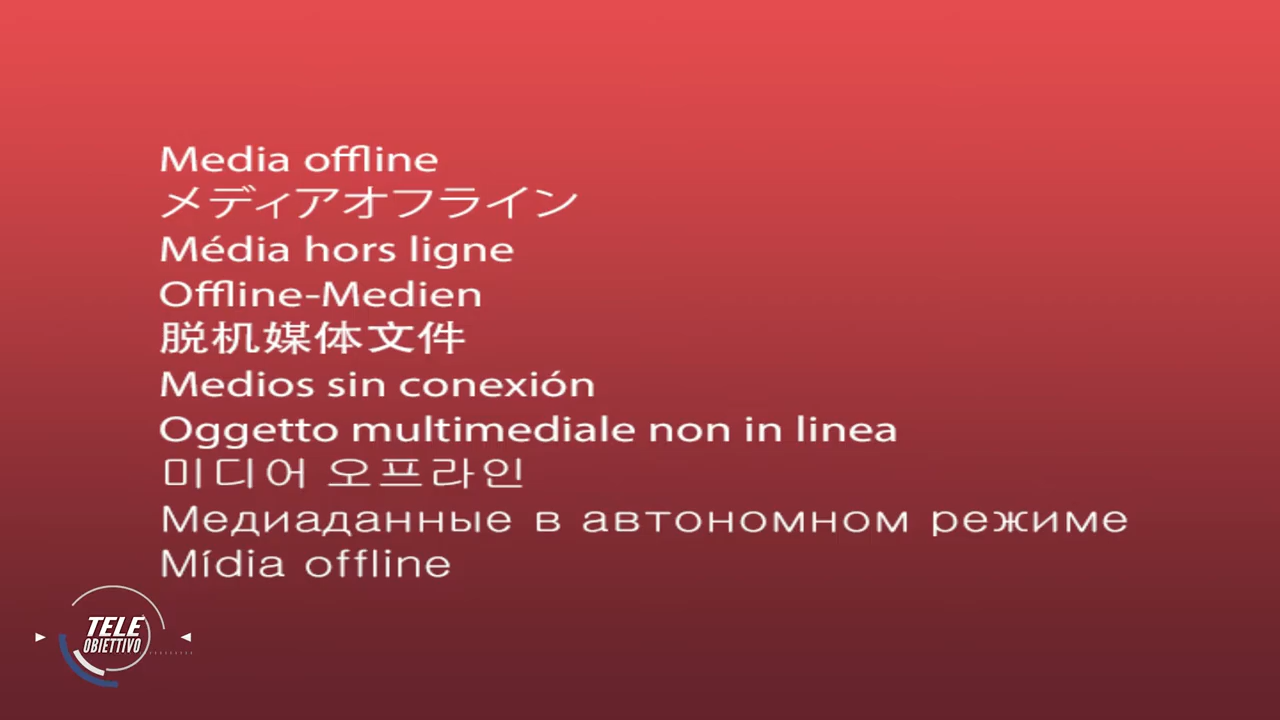 Media offline
メディアオフライン
Média hors ligne
Offline-Medien
脱机媒体文件
Medios sin conexión
Oggetto multimediale non in linea
미디어 오프라인
Медиаданные в автономном режиме
Mídia offline
TELE
OBIETTIVO